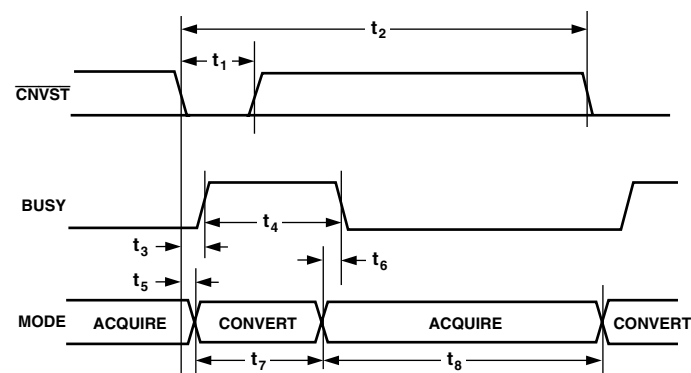 t2
t1
CNVST
BUSY
t4
t3
t6
t5
MODE ACQUIRE CONVERT ACQUIRE CONVERT
t7 t8